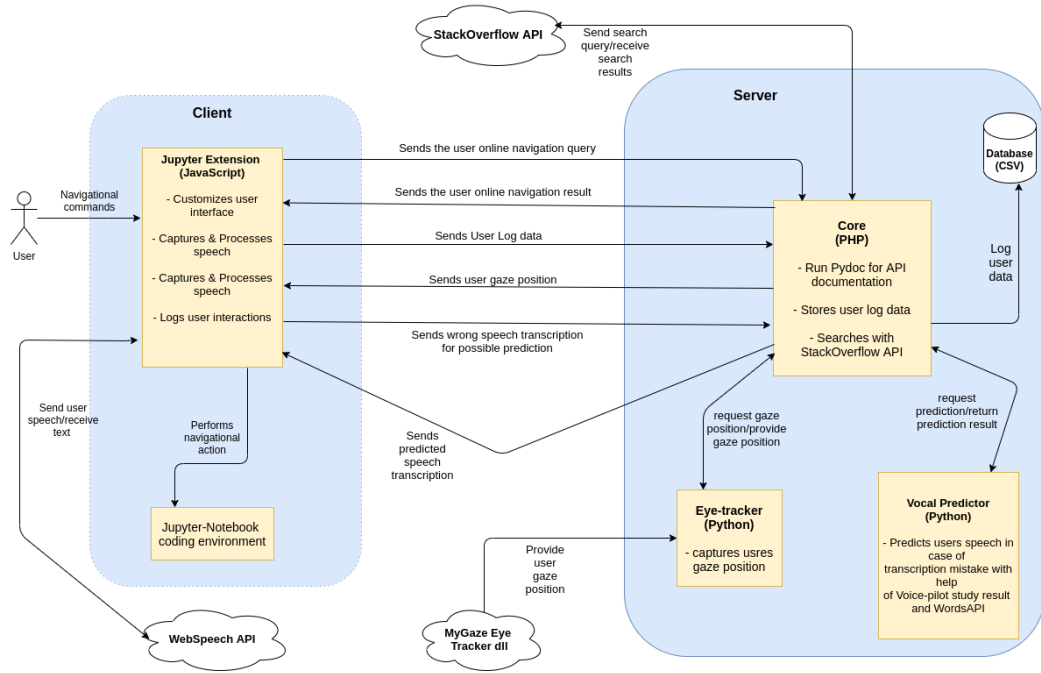 StackOverflow API
Send search
query/receive
search
results
Client
Server
Jupyter Extension
(JavaScript)
- Customizes user
interface
- Captures & Processes
speech
- Captures & Processes
speech
- Logs user interactions
Navigational
commands
User
Sends the user online navigation query
Sends the user online navigation result
Sends User Log data
Sends user gaze position
Sends wrong speech transcription
for possible prediction
Database
(CSV)
Core
(PHP)
- Run Pydoc for API
documentation
- Stores user log data
- Searches with
StackOverflow API
Log
user
data
Send user
speech/receive
text
Performs
navigational
action
Sends
predicted
speech
transcription
request gaze
position/provide
gaze position
request
prediction/return
prediction result
Jupyter-Notebook
coding environment
Eye-tracker
(Python)
- captures usres
gaze position
Vocal Predictor
(Python)
- Predicts users speech in
case of
transcription mistake with
help
of Voice-pilot study result
and WordsAPI
Provide
user
gaze
position
WebSpeech API
MyGaze Eye
Tracker dll